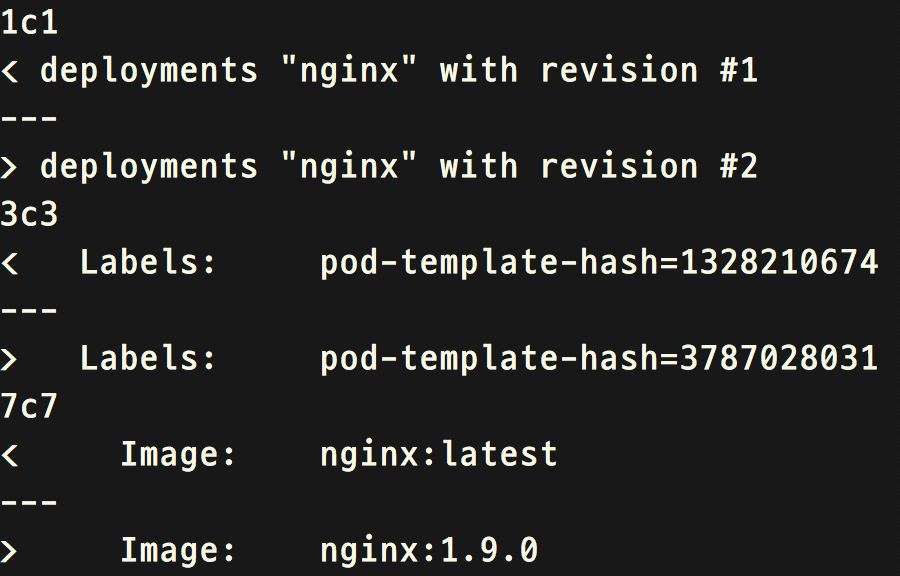 1c1
< deployments "nginx" with revision #1
---
> deployments "nginx" with revision #2
3c3
<   Labels:     pod-template-hash=1328210674
---
>   Labels:     pod-template-hash=3787028031
7c7
<     Image:    nginx:latest
---
>     Image:    nginx:1.9.0